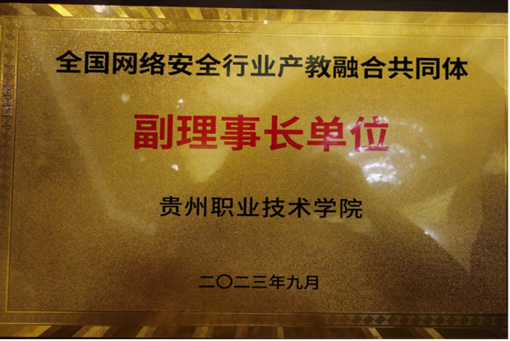 全国网络安全行业产教融合共同体
副理事长单位
贵州职业技术学院
二〇二三年九月